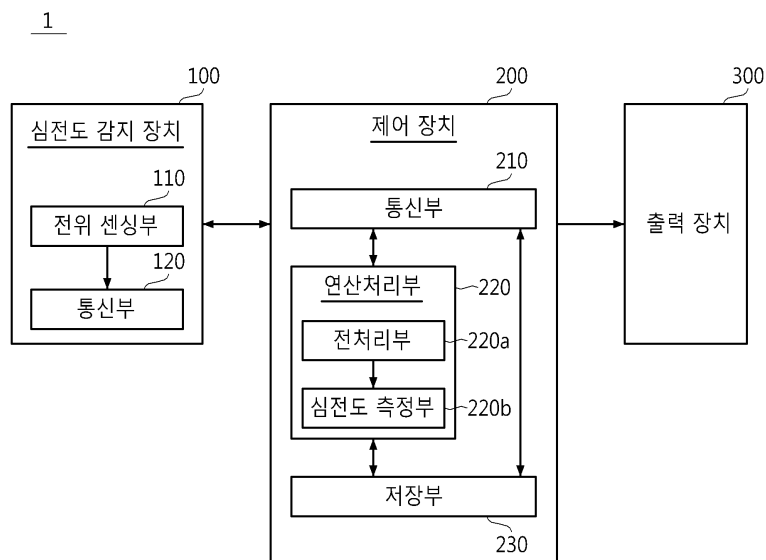 1
100
심전도 감지 장치
110
전위 센싱부
120
통신부
200
제어 장치
210
통신부
연산처리부
220
전처리부
220a
심전도 측정부
220b
저장부
230
300
출력 장치